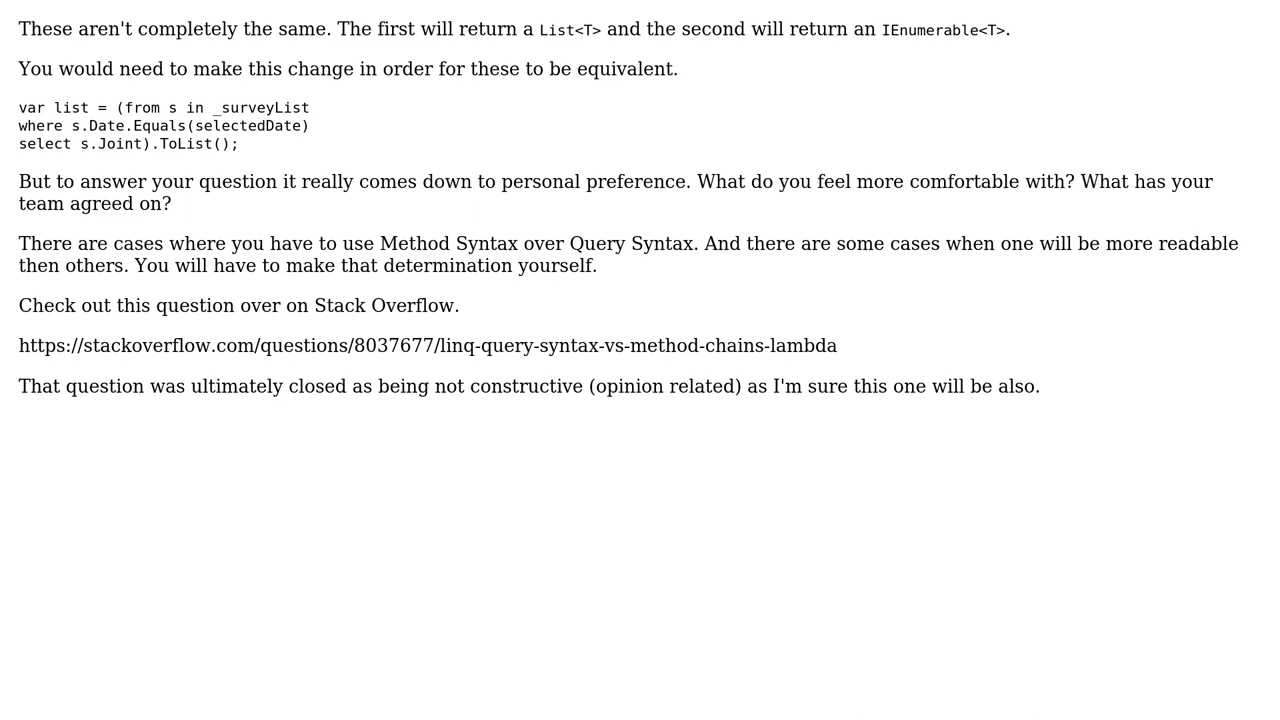 These aren't completely the same. The first will return a List<T> and the second will return an IEnumerable<T>.
You would need to make this change in order for these to be equivalent.
var list = (from s in _surveyList
where s.Date.Equals(selectedDate)
select s.Joint).ToList();
But to answer your question it really comes down to personal preference. What do you feel more comfortable with? What has your
team agreed on?
There are cases where you have to use Method Syntax over Query Syntax. And there are some cases when one will be more readable
then others. You will have to make that determination yourself.
Check out this question over on Stack Overflow.
https://stackoverflow.com/questions/8037677/linq-query-syntax-vs-method-chains-lambda
That question was ultimately closed as being not constructive (opinion related) as I'm sure this one will be also.